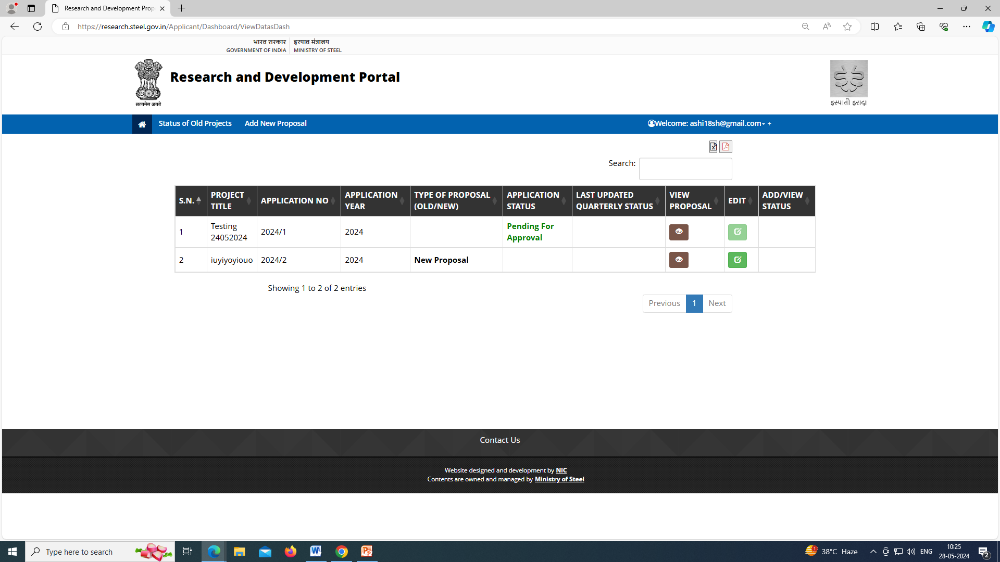 Research and Development Prop
https://research.steel.gov.in/Applicant/Dashboard/ViewDatasDash
भारत सरकार इस्पात मंत्रालय
GOVERNMENT OF INDIA MINISTRY OF STEEL
Research and Development Portal
सत्यमेव जयते
इस्पाती इरादा
Status of Old Projects Add New Proposal Welcome: ashi18sh@gmail.com +
Search:
S.N. PROJECT TITLE APPLICATION NO APPLICATION YEAR TYPE OF PROPOSAL (OLD/NEW) APPLICATION STATUS LAST UPDATED QUARTERLY STATUS VIEW PROPOSAL EDIT ADD/VIEW STATUS
1 Testing 24052024 2024/1 2024 Pending For Approval
2 iuyiyoyiouo 2024/2 2024 New Proposal
Showing 1 to 2 of 2 entries
Previous 1 Next
Contact Us
Website designed and development by NIC
Contents are owned and managed by Ministry of Steel
Type here to search
38°C Haze
ENG
10:25
28-05-2024
2